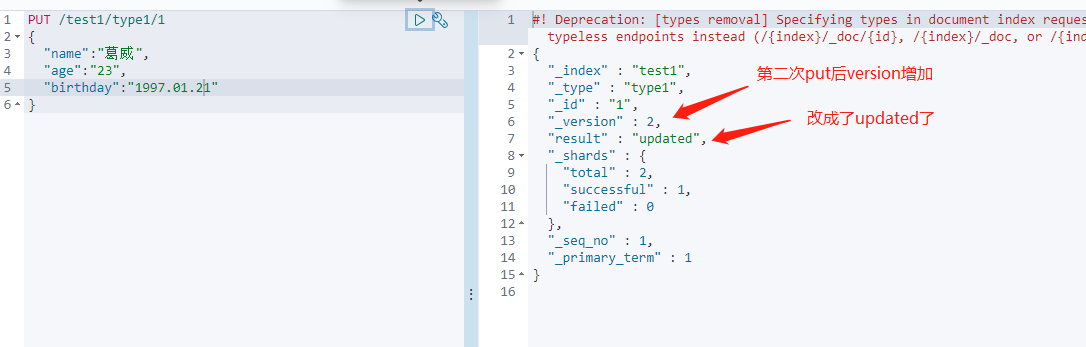 1 PUT /test1/type1/1
2 {
3 "name":"葛威",
4 "age":"23",
5 "birthday":"1997.01.21"
6 }
1 #! Deprecation: [types removal] Specifying types in document index reques
typeless endpoints instead (/{index}/_doc/{id}, /{index}/_doc, or /{ind
2 {
3 "_index" : "test1",
4 "_type" : "type1",
5 "_id" : "1",
6 "_version" : 2,
7 "result" : "updated",
8 "_shards" : {
9 "total" : 2,
10 "successful" : 1,
11 "failed" : 0
12 },
13 "_seq_no" : 1,
14 "_primary_term" : 1
15 }
16
第二次put后version增加
改成了updated了